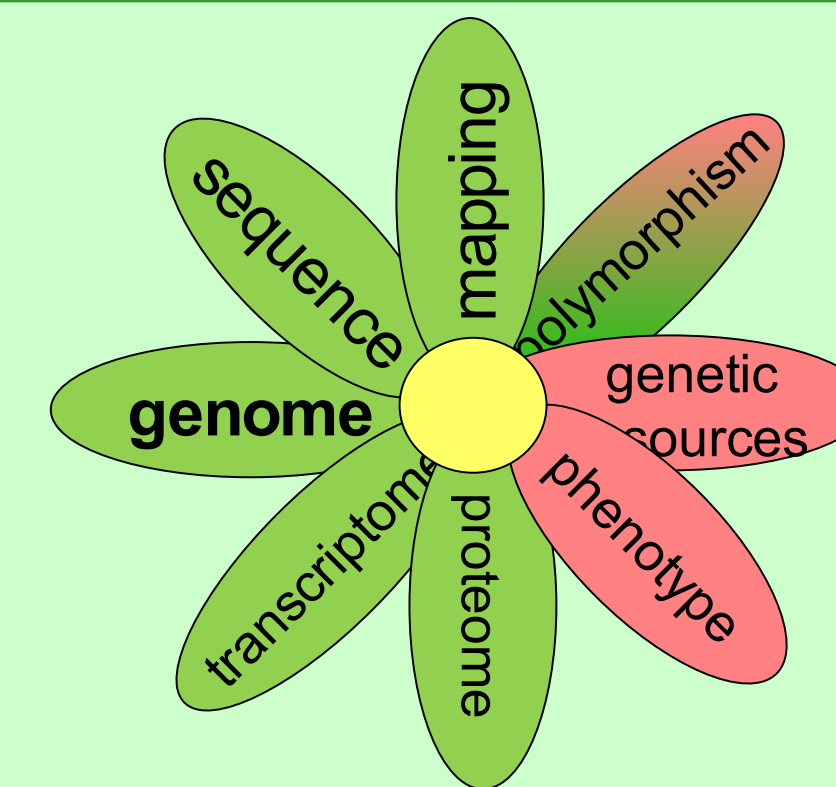 mapping
polymorphism
sequence
genetic
sources
genome
phenotype
transcriptome
proteome